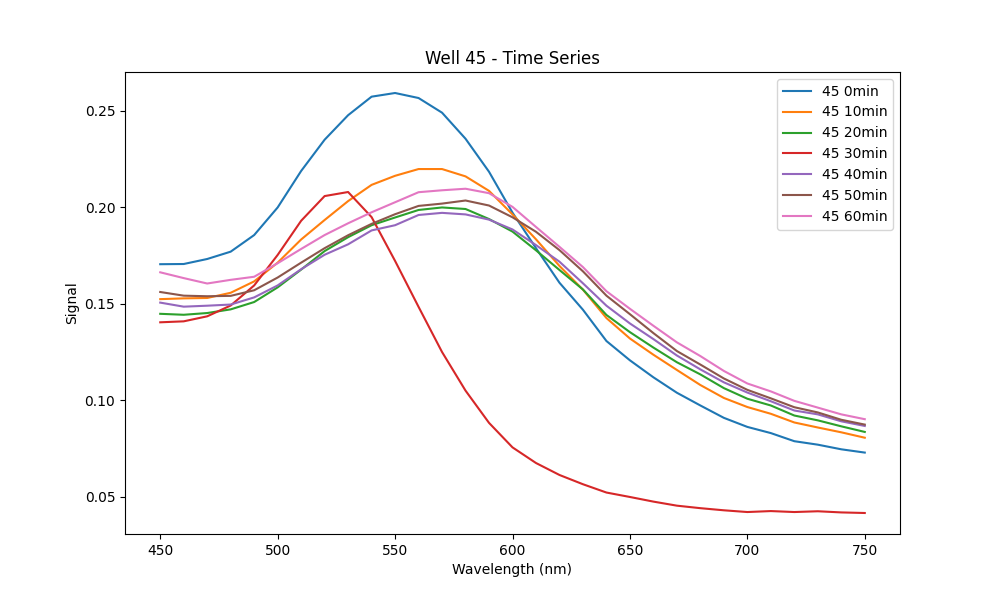 Well 45 - Time Series
45 0min
45 10min
45 20min
45 30min
45 40min
45 50min
45 60min
Signal
0.25
0.20
0.15
0.10
0.05
450 500 550 600 650 700 750
Wavelength (nm)